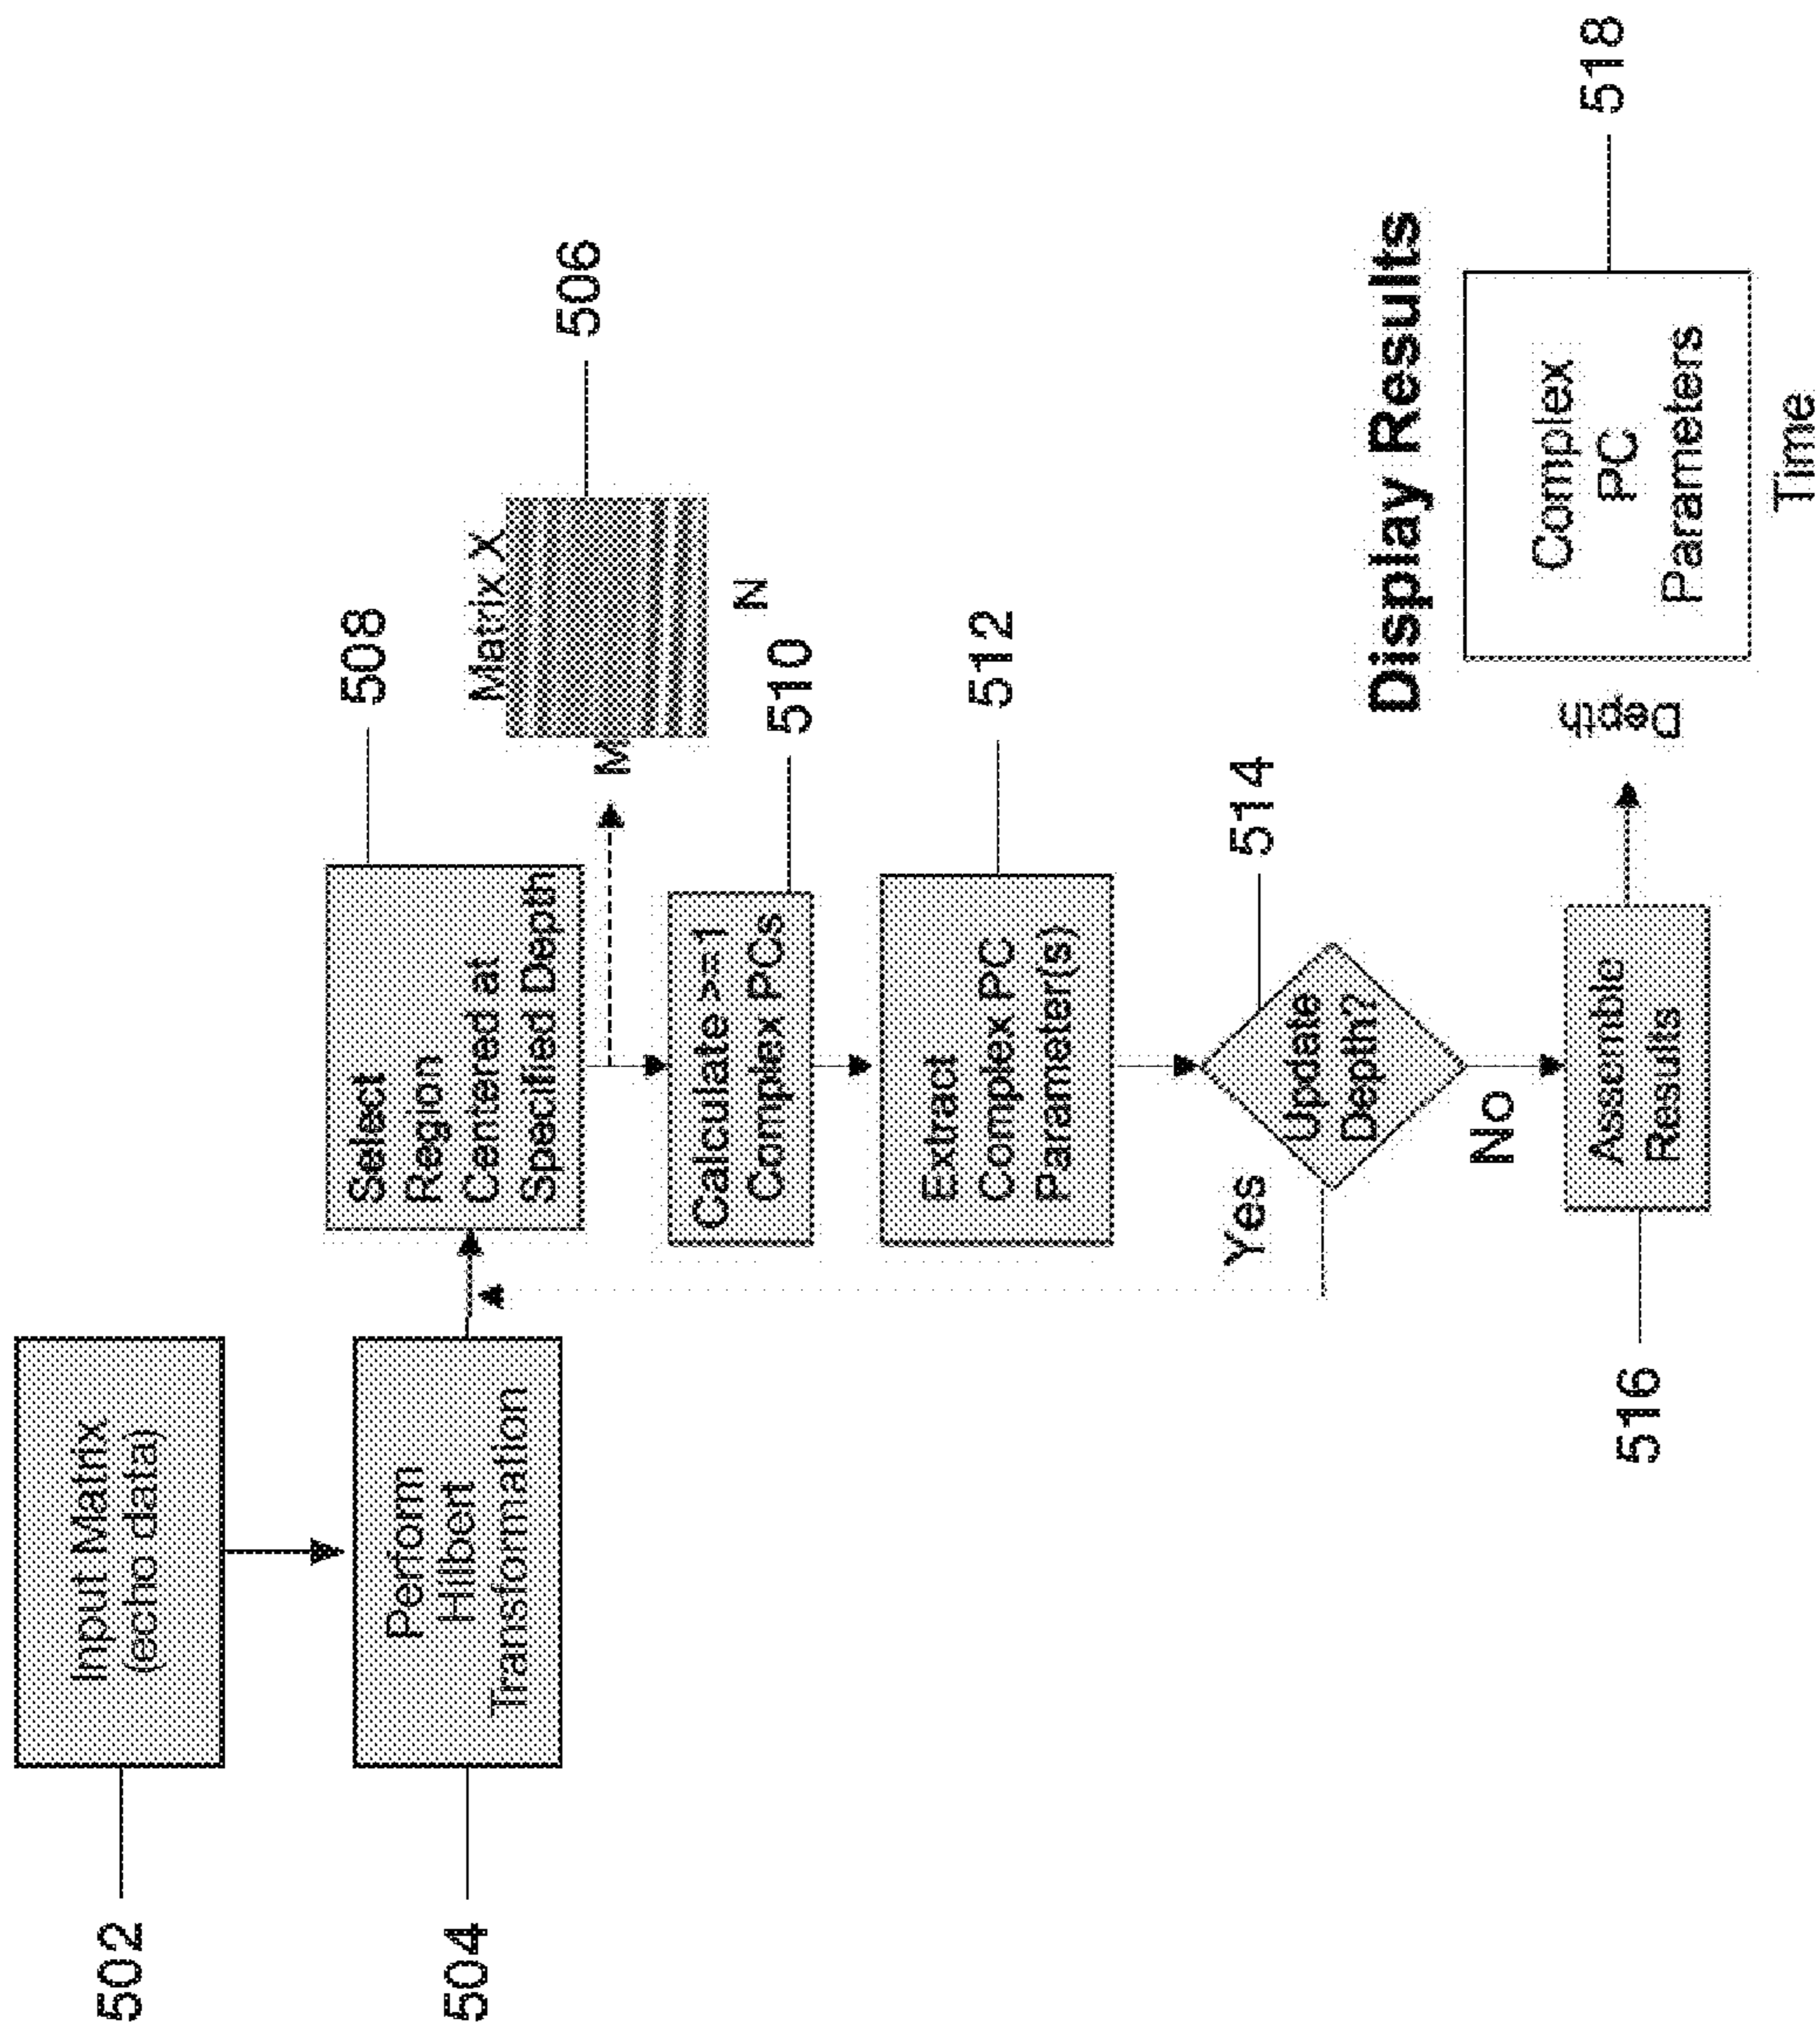 502
Input Matrix
(echo data)
504
Perform
Hilbert
Transformation
508
Select
Region
Centered at
Specified Depth
Matrix X
506
M
N
510
Calculate >=1
Complex PCs
512
Extract
Complex PC
Parameter(s)
514
Update
Depth?
Yes
No
516
Assemble
Results
Display Results
Depth
Complex
PC
Parameters
518
Time